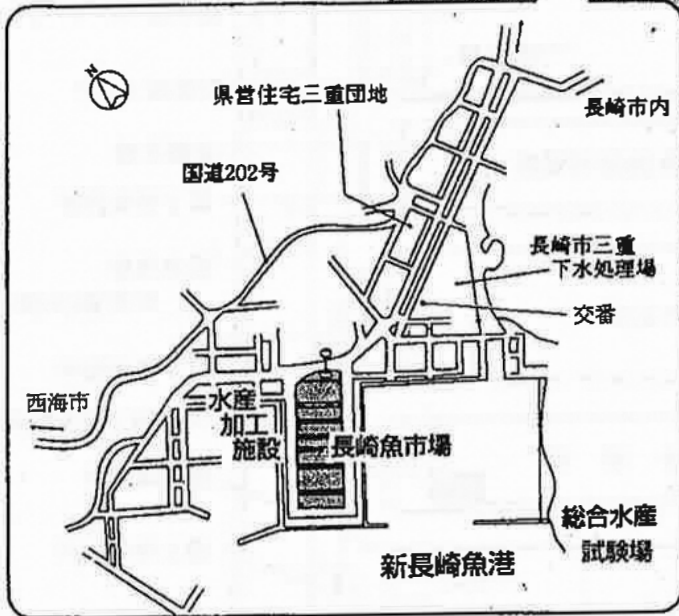 N
県営住宅三重団地
長崎市内
国道202号
長崎市三重
下水処理場
交番
西海市
水産
加工
施設
長崎魚市場
総合水産
試験場
新長崎魚港